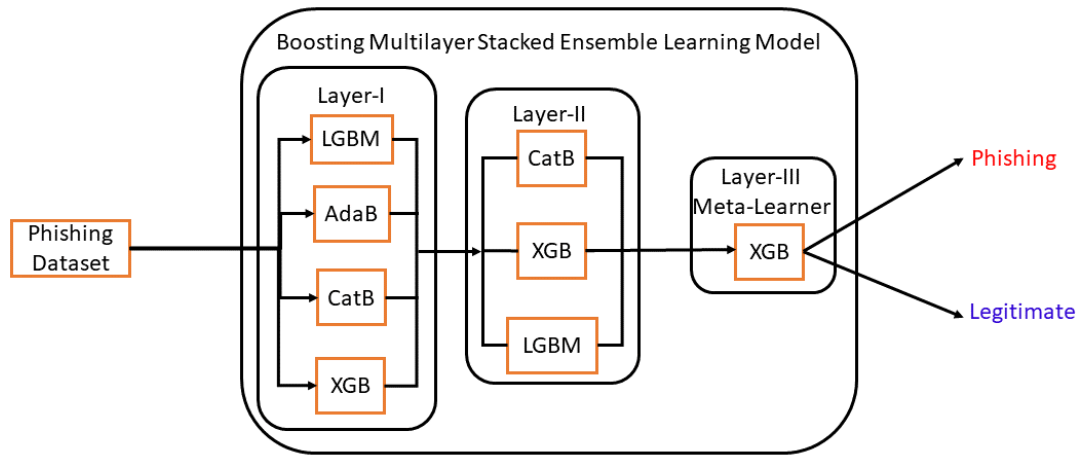 Boosting Multilayer Stacked Ensemble Learning Model
Phishing
Dataset
Layer-I
LGBM
AdaB
CatB
XGB
Layer-II
CatB
XGB
LGBM
Layer-III
Meta-Learner
XGB
Phishing
Legitimate